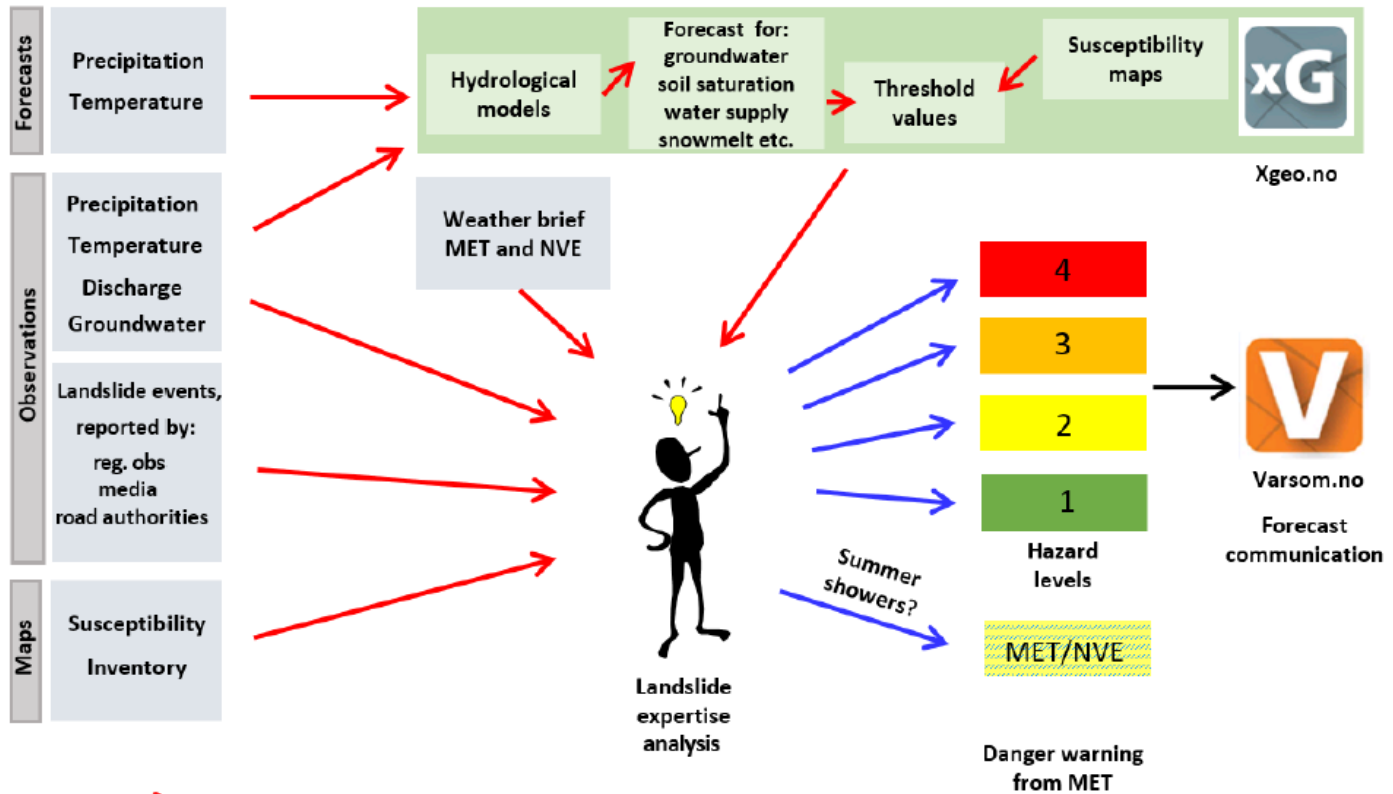 Forecasts
Precipitation
Temperature
Hydrological
models
Forecast for:
groundwater
soil saturation
water supply
snowmelt etc.
Threshold
values
Susceptibility
maps
xG
Xgeo.no
Observations
Precipitation
Temperature
Discharge
Groundwater
Landslide events,
reported by:
reg. obs
media
road authorities
Weather brief
MET and NVE
Maps
Susceptibility
Inventory
Landslide
expertise
analysis
4
3
2
1
Hazard
levels
Summer
showers?
MET/NVE
Danger warning
from MET
V
Varsom.no
Forecast
communication